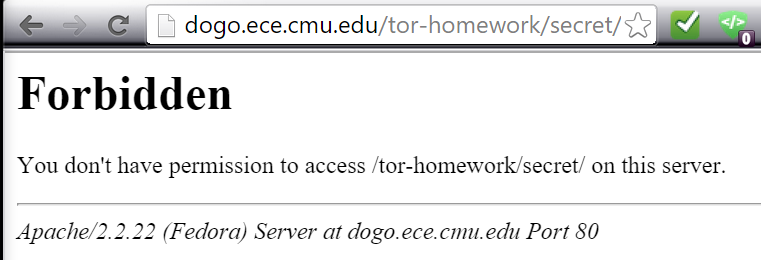 dogo.ece.cmu.edu/tor-homework/secret/
0
Forbidden
You don't have permission to access /tor-homework/secret/ on this server.
Apache/2.2.22 (Fedora) Server at dogo.ece.cmu.edu Port 80